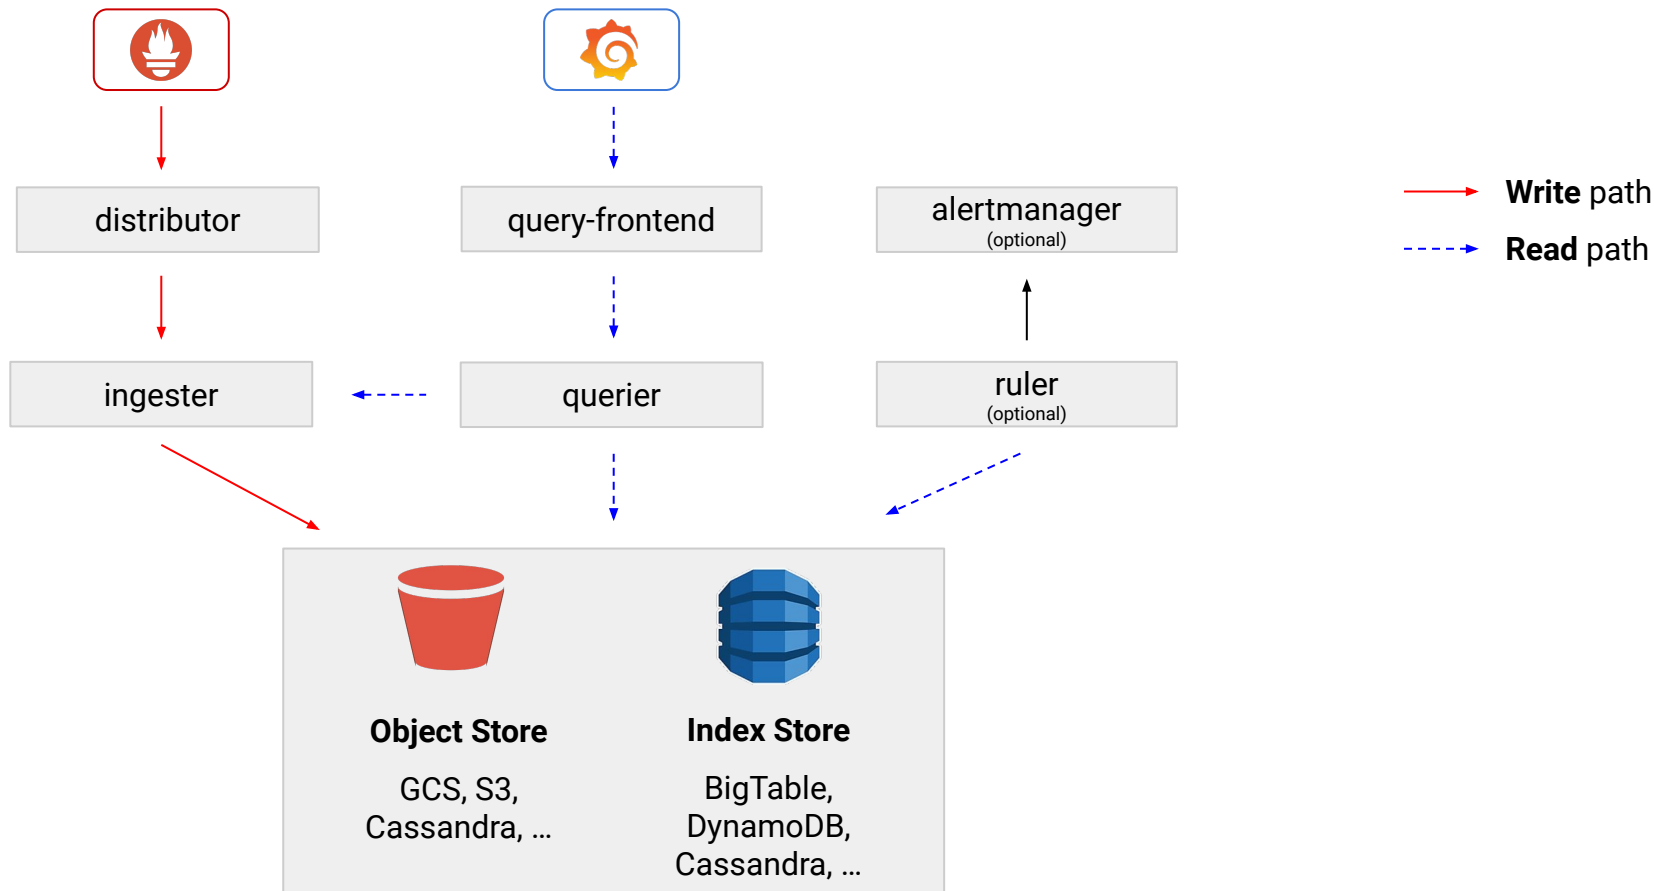 distributor
query-frontend
alertmanager
(optional)
Write path
Read path
ingester
querier
ruler
(optional)
Object Store
GCS, S3,
Cassandra, ...
Index Store
BigTable,
DynamoDB,
Cassandra, ...